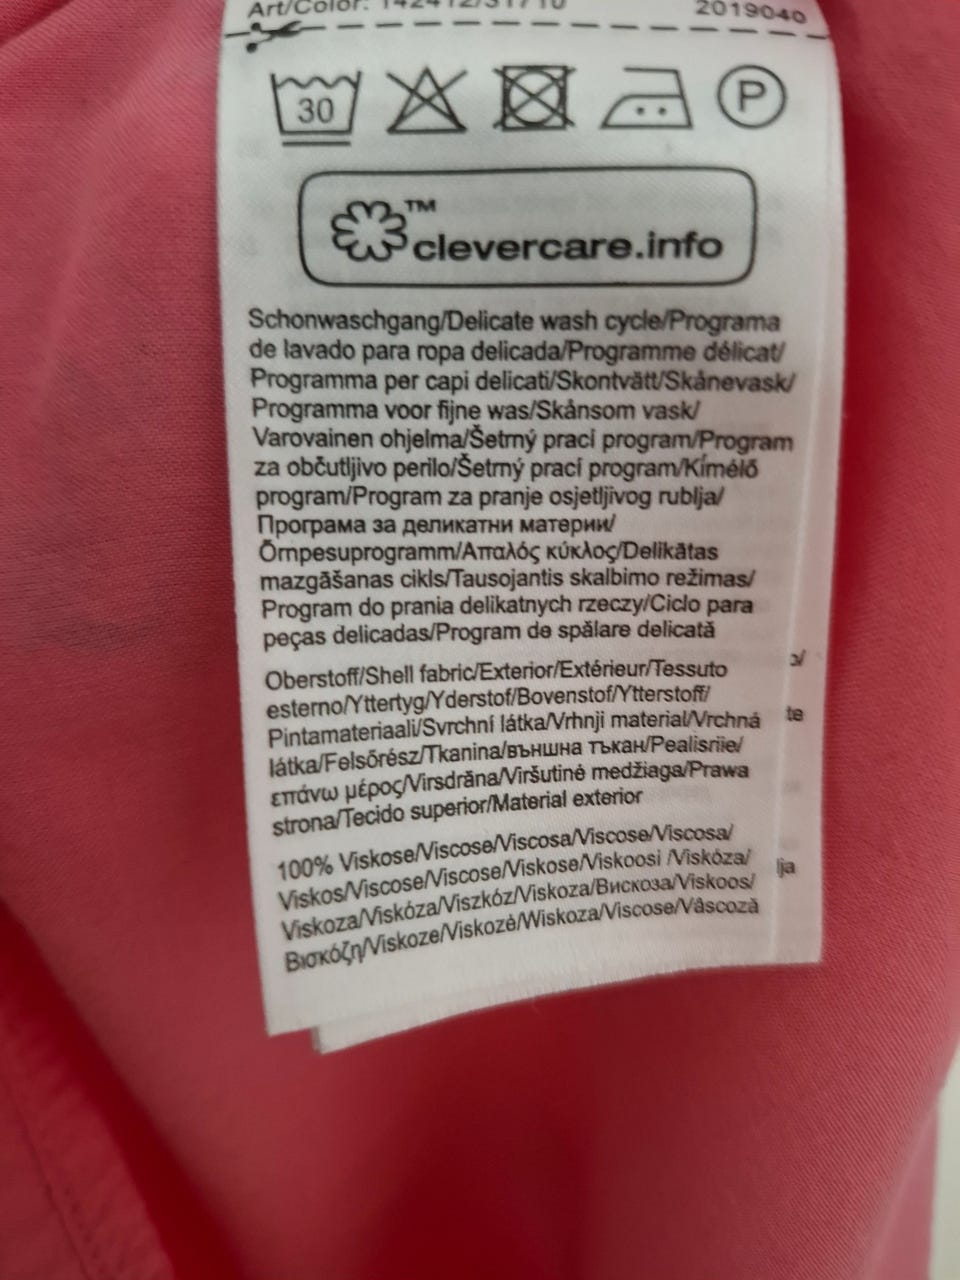 Art/Color: 142412/31710 2019040
30 P
™
clevercare.info
Schonwaschgang/Delicate wash cycle/Programa
de lavado para ropa delicada/Programme délicat/
Programma per capi delicati/Skontvätt/Skånevask/
Programma voor fijne was/Skånsom vask/
Varovainen ohjelma/Šetrný prací program/Program
za občutljivo perilo/Šetrný prací program/Kímélő
program/Program za pranje osjetljivog rublja/
Програма за деликатни материи/
Õrnpesuprogramm/Απαλός κύκλος/Delikātas
mazgāšanas cikls/Tausojantis skalbimo režimas/
Program do prania delikatnych rzeczy/Ciclo para
peças delicadas/Program de spălare delicată
Oberstoff/Shell fabric/Exterior/Extérieur/Tessuto
esterno/Yttertyg/Yderstof/Bovenstof/Ytterstoff/
Pintamateriaali/Svrchní látka/Vrhnji material/Vrchná
látka/Felsőrész/Tkanina/външна тъкан/Pealisriie/
επάνω μέρος/Virsdrāna/Viršutinė medžiaga/Prawa
strona/Tecido superior/Material exterior
100% Viskose/Viscose/Viscosa/Viscose/Viscosa/
Viskos/Viscose/Viscose/Viskose/Viskoosi /Viskóza/
Viskoza/Viskóza/Viszkóz/Viskoza/Вискоза/Viskoos/
Βισκόζη/Viskoze/Viskozė/Wiskoza/Viscose/Vâscoză
te
lja